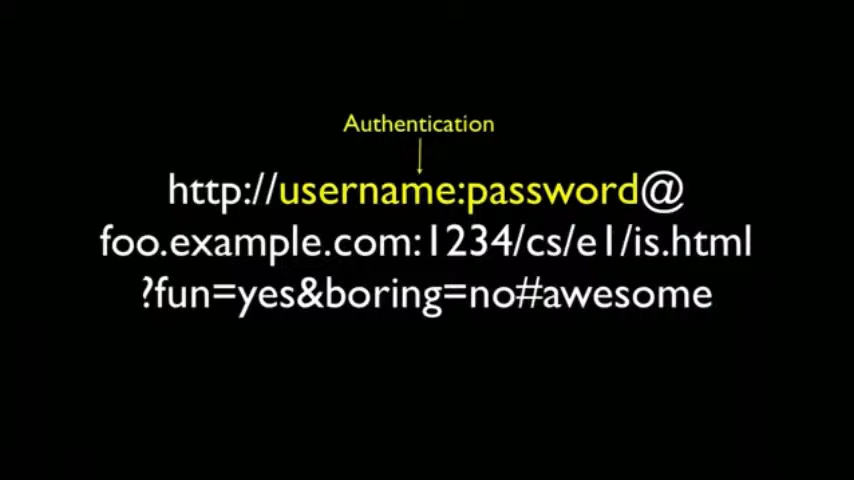 Authentication
http://username:password@
foo.example.com:1234/cs/e1/is.html
?fun=yes&boring=no#awesome